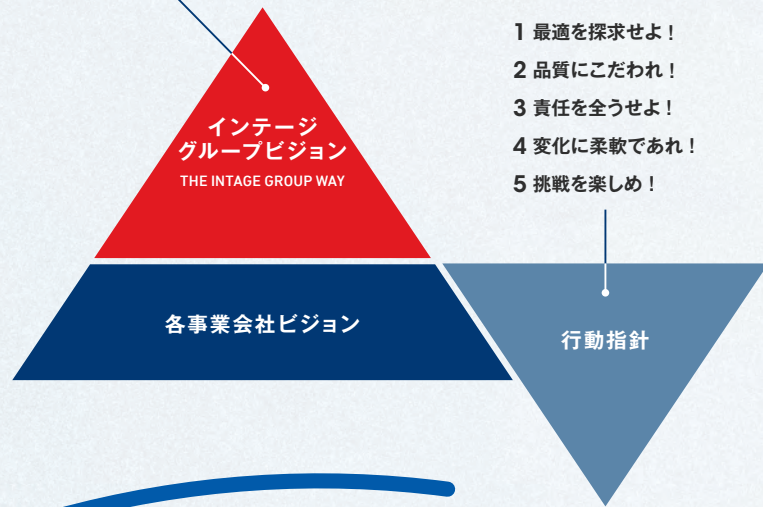 1 最適を探求せよ！
2 品質にこだわれ！
3 責任を全うせよ！
4 変化に柔軟であれ！
5 挑戦を楽しめ！
インテージ
グループビジョン
THE INTAGE GROUP WAY
各事業会社ビジョン
行動指針